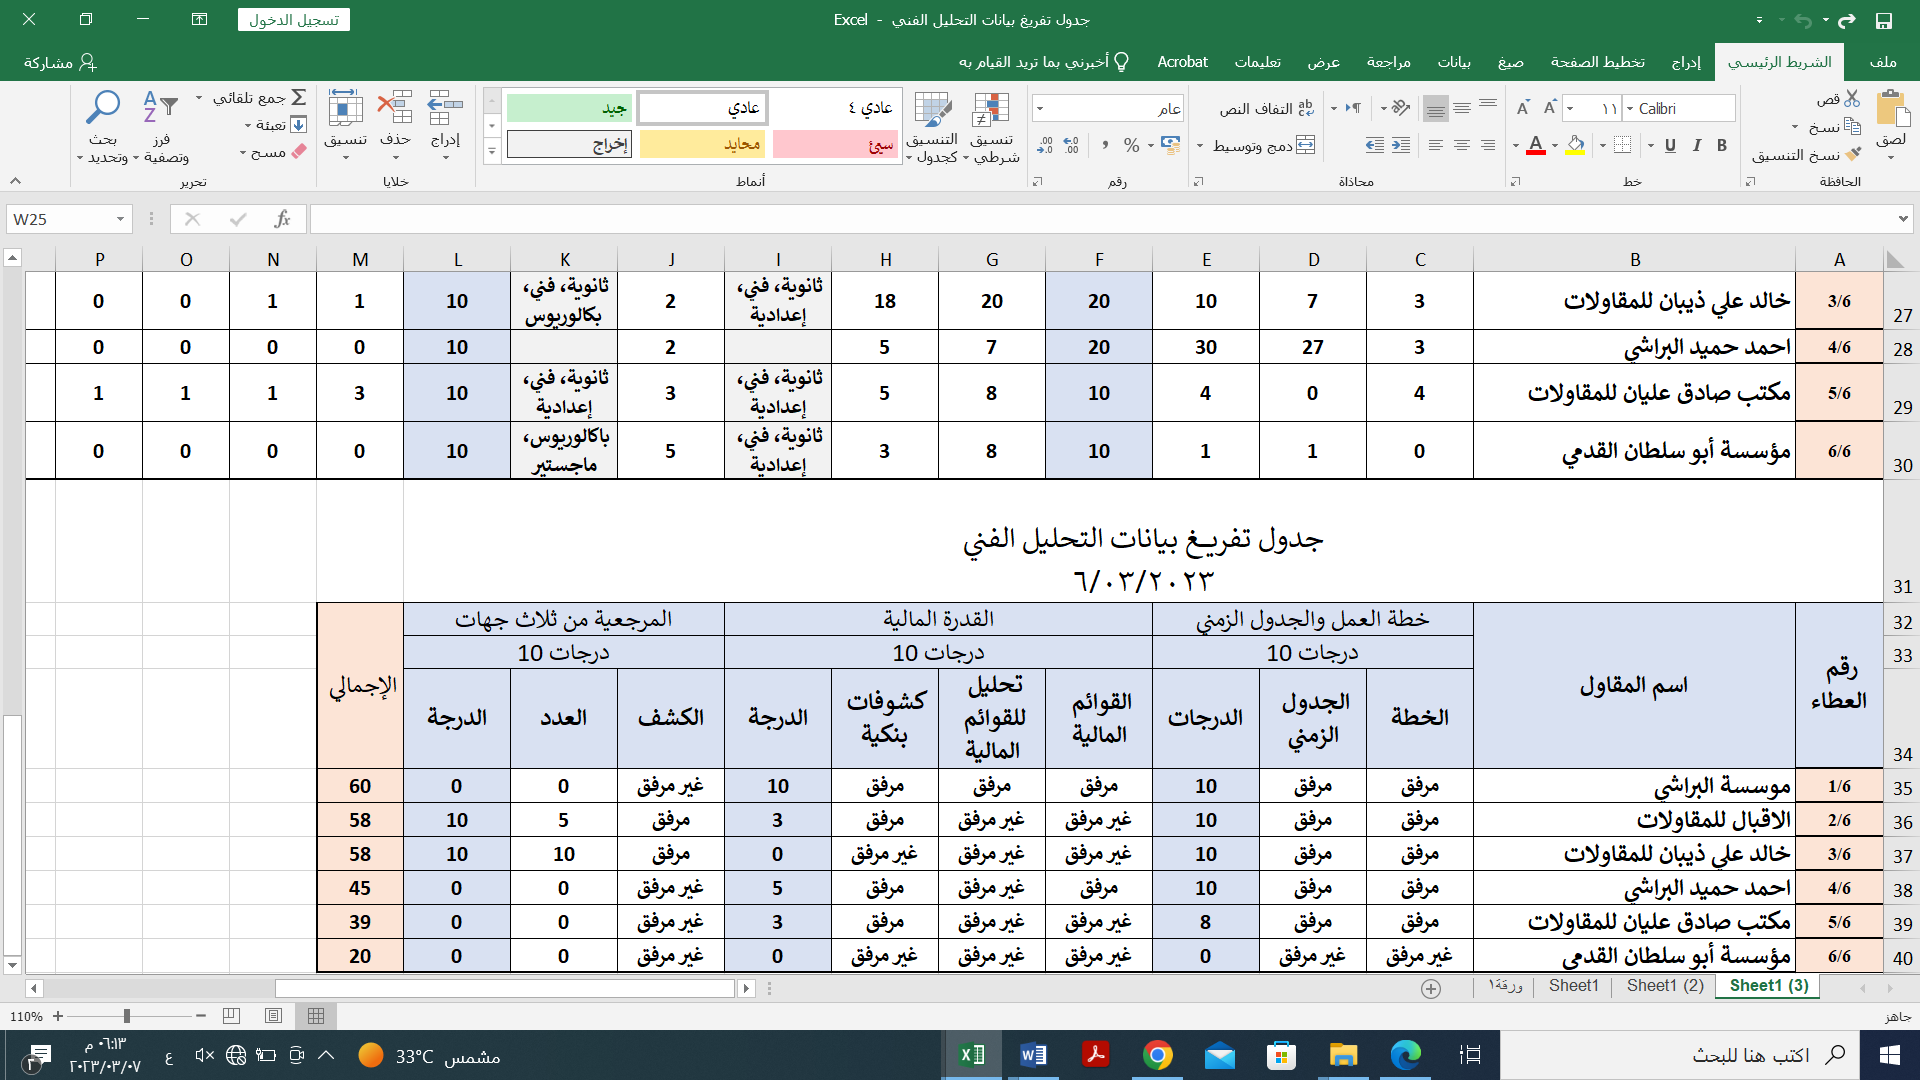 جدول تفريغ بيانات التحليل الفني - Excel
تسجيل الدخول
ملف الشريط الرئيسي إدراج تخطيط الصفحة صيغ بيانات مراجعة عرض تعليمات Acrobat أخبرني بما تريد القيام به مشاركة
لصق
قص
نسخ
نسخ التنسيق
الحافظة
Calibri ١١
B I U
خط
التفاف النص
دمج وتوسيط
محاذاة
عام
رقم
تنسيق شرطي
التنسيق كجدول
عادي ٤ عادي جيد
سيئ محايد إخراج
أنماط
إدراج حذف تنسيق
خلايا
جمع تلقائي
تعبئة
مسح
فرز وتصفية
بحث وتحديد
تحرير
W25
fx
A B C D E F G H I J K L M N O P
27 3/6 خالد علي ذيبان للمقاولات 3 7 10 20 20 18 ثانوية، فني، إعدادية 2 ثانوية، فني، بكالوريوس 10 1 1 0 0
28 4/6 احمد حميد البراشي 3 27 30 20 7 5 2 10 0 0 0 0
29 5/6 مكتب صادق عليان للمقاولات 4 0 4 10 8 5 ثانوية، فني، إعدادية 3 ثانوية، فني، إعدادية 10 3 1 1 1
30 6/6 مؤسسة أبو سلطان القدمي 0 1 1 10 8 3 ثانوية، فني، إعدادية 5 باكالوريوس، ماجستير 10 0 0 0 0
جدول تفريغ بيانات التحليل الفني
31 ٦/٠٣/٢٠٢٣
32 رقم العطاء اسم المقاول خطة العمل والجدول الزمني القدرة المالية المرجعية من ثلاث جهات الإجمالي
33 10 درجات 10 درجات 10 درجات
34 الخطة الجدول الزمني الدرجات القوائم المالية تحليل للقوائم المالية كشوفات بنكية الدرجة الكشف العدد الدرجة
35 1/6 موسسة البراشي مرفق مرفق 10 مرفق مرفق مرفق 10 غير مرفق 0 0 60
36 2/6 الاقبال للمقاولات مرفق مرفق 10 غير مرفق غير مرفق مرفق 3 مرفق 5 10 58
37 3/6 خالد علي ذيبان للمقاولات مرفق مرفق 10 غير مرفق غير مرفق غير مرفق 0 مرفق 10 10 58
38 4/6 احمد حميد البراشي مرفق مرفق 10 مرفق غير مرفق مرفق 5 غير مرفق 0 0 45
39 5/6 مكتب صادق عليان للمقاولات مرفق مرفق 8 غير مرفق غير مرفق مرفق 3 غير مرفق 0 0 39
40 6/6 مؤسسة أبو سلطان القدمي غير مرفق غير مرفق 0 غير مرفق غير مرفق غير مرفق 0 غير مرفق 0 0 20
Sheet1 (3) Sheet1 (2) Sheet1 ورقة١
جاهز
110%
اكتب هنا للبحث
33°C مشمس
ع
٠٦:١٣ م
٢٠٢٣/٠٣/٠٧
٣